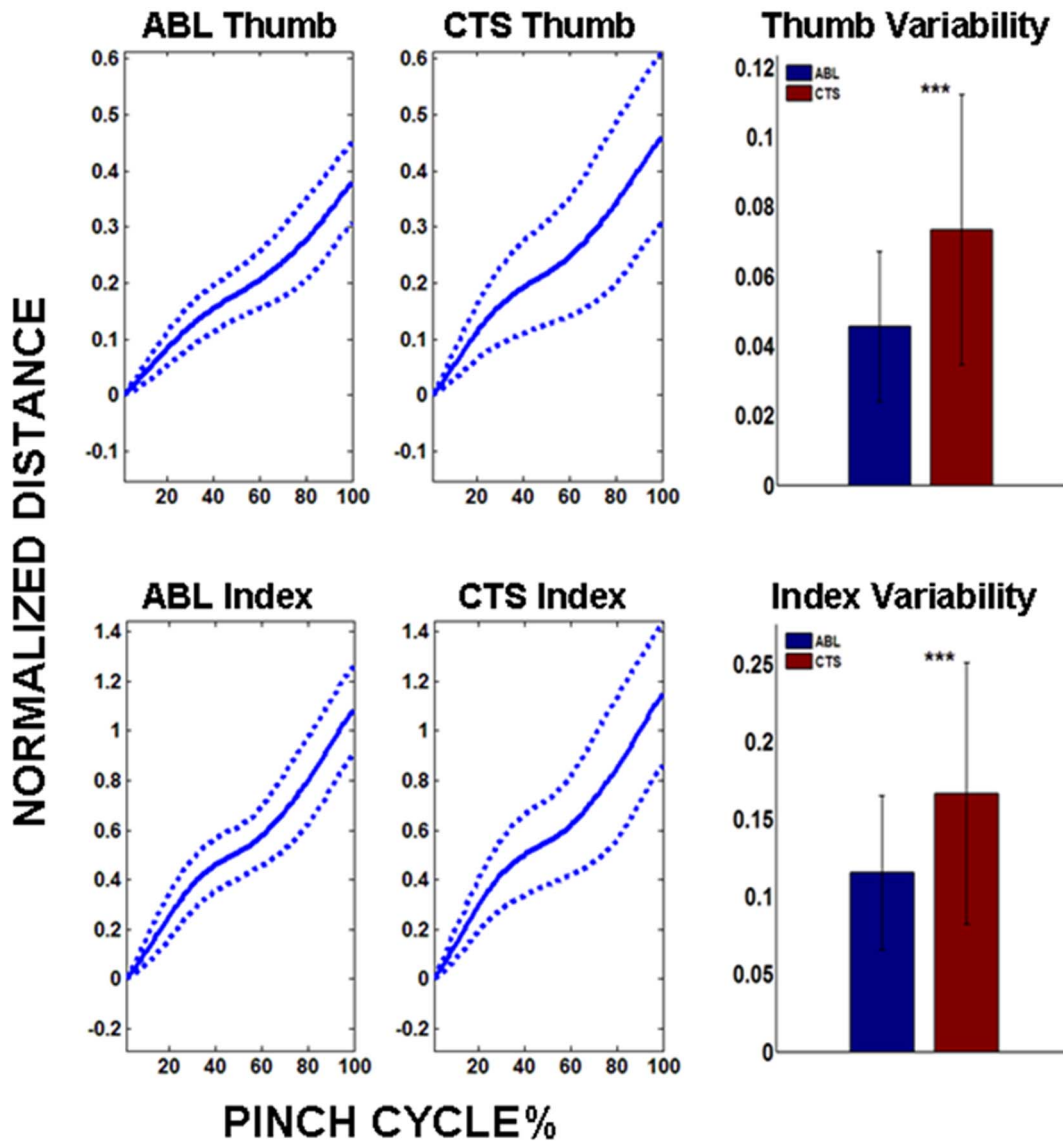 ABL Thumb CTS Thumb Thumb Variability
0.6 0.6 0.12
ABL
CTS
***
0.5 0.5 0.1
0.4 0.4 0.08
0.3 0.3
0.2 0.2 0.06
0.1 0.1 0.04
0 0 0.02
-0.1 -0.1 0
20 40 60 80 100 20 40 60 80 100
NORMALIZED DISTANCE
ABL Index CTS Index Index Variability
1.4 1.4
ABL
CTS
***
1.2 1.2 0.25
1 1 0.2
0.8 0.8
0.6 0.6 0.15
0.4 0.4 0.1
0.2 0.2
0 0 0.05
-0.2 -0.2 0
20 40 60 80 100 20 40 60 80 100
PINCH CYCLE%